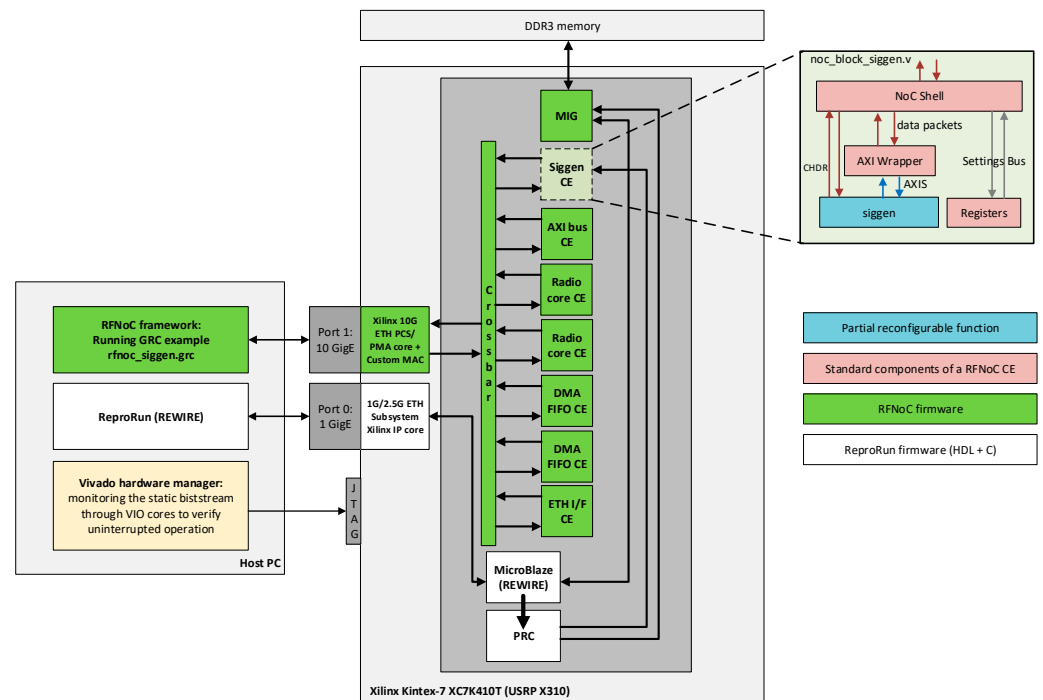 DDR3 memory
noc_block_siggen.v
NoC Shell
data packets
AXI Wrapper
CHDR
Settings Bus
AXIS
siggen
Registers
MIG
Siggen
CE
AXI bus
CE
Radio
core CE
Radio
core CE
DMA
FIFO CE
DMA
FIFO CE
ETH I/F
CE
Crossbar
RFNoC framework:
Running GRC example
rfnoc_siggen.grc
Port 1:
10 GigE
Xilinx 10G
ETH PCS/
PMA core +
Custom MAC
ReproRun (REWIRE)
Port 0:
1 GigE
1G/2.5G ETH
Subsystem
Xilinx IP core
Vivado hardware manager:
monitoring the static biststream
through VIO cores to verify
uninterrupted operation
JTAG
Host PC
MicroBlaze
(REWIRE)
PRC
Xilinx Kintex-7 XC7K410T (USRP X310)
Partial reconfigurable function
Standard components of a RFNoC CE
RFNoC firmware
ReproRun firmware (HDL + C)